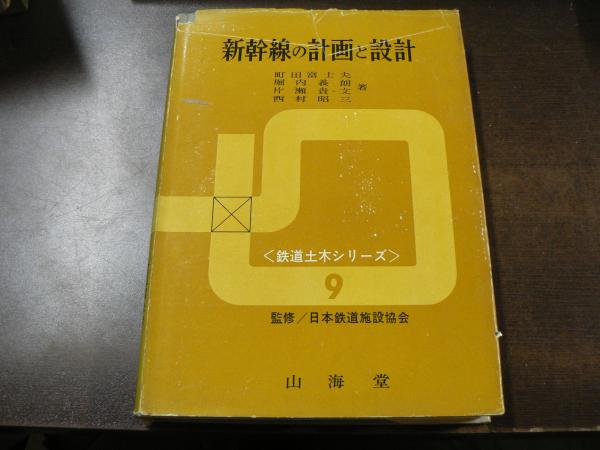 新幹線の計画と設計
町田富士夫
堀内義朗
片瀬貴文
西村昭三
著
〈鉄道土木シリーズ〉
9
監修/日本鉄道施設協会
山海堂